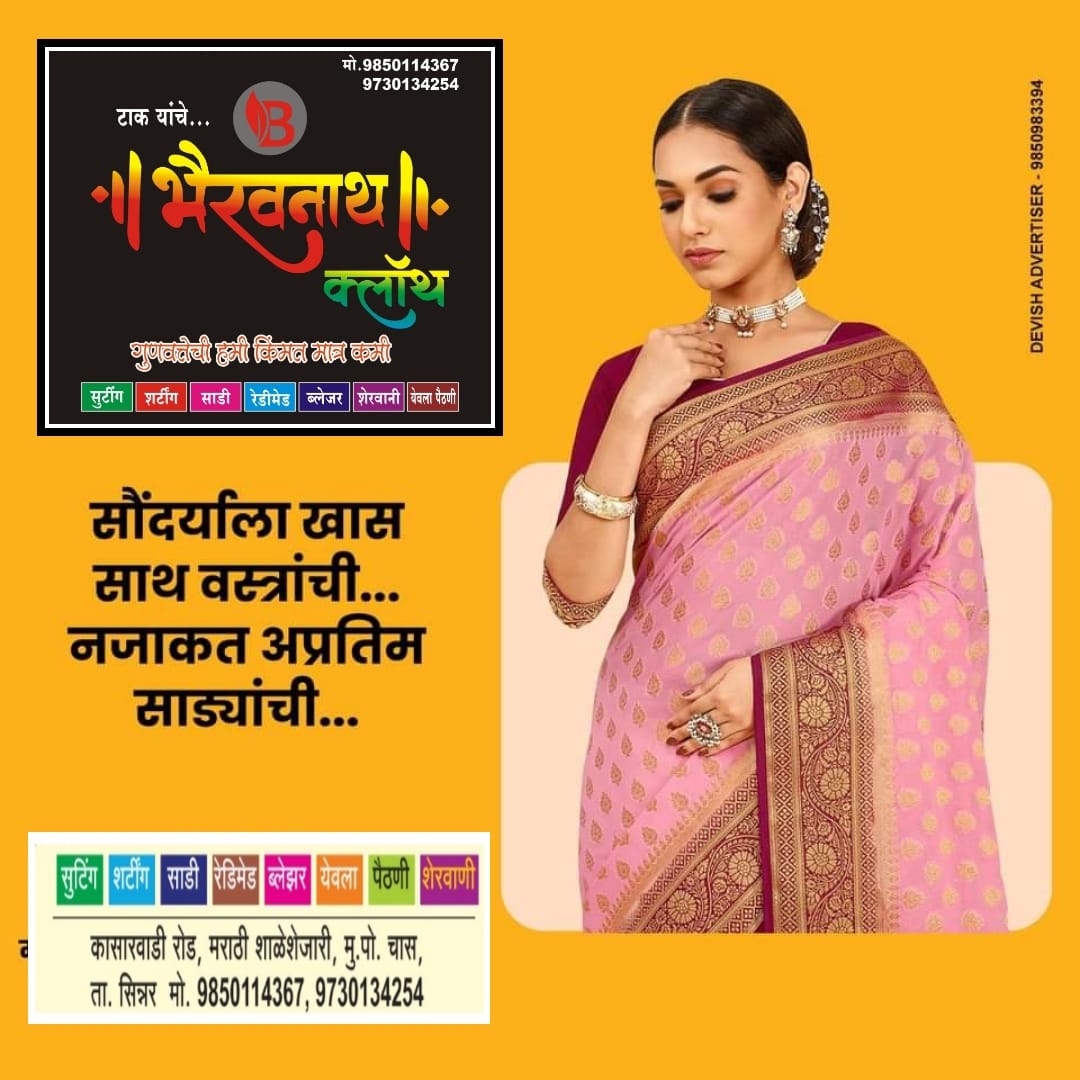 मो.9850114367
9730134254
टाक यांचे...
B
भैरवनाथ
क्लॉथ
गुणवत्तेची हमी किंमत मात्र कमी
सुटींग शर्टींग साडी रेडीमेड ब्लेजर शेरवानी येवला पैठणी
DEVISH ADVERTISER - 9850983394
सौंदर्याला खास
साथ वस्त्रांची...
नजाकत अप्रतिम
साड्यांची...
सुटिंग शर्टींग साडी रेडिमेड ब्लेझर येवला पैठणी शेरवाणी
कासारवाडी रोड, मराठी शाळेशेजारी, मु.पो. चास,
ता. सिन्नर मो. 9850114367, 9730134254